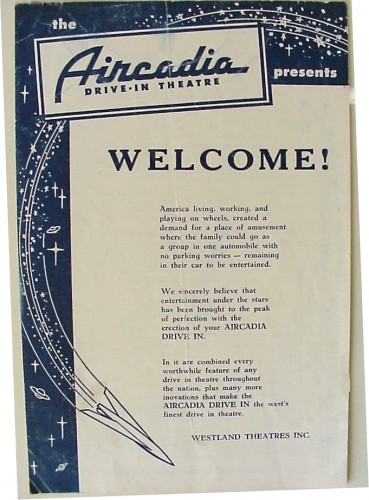 the
Aircadia
DRIVE-IN THEATRE
presents
WELCOME!
America living, working, and
playing on wheels, created a
demand for a place of amusement
where the family could go as
a group in one automobile with
no parking worries — remaining
in their car to be entertained.
We sincerely believe that
entertainment under the stars
has been brought to the peak
of perfection with the
erection of your AIRCADIA
DRIVE IN.
In it are combined every
worthwhile feature of any
drive in theatre throughout
the nation, plus many more
inovations that make the
AIRCADIA DRIVE IN the west's
finest drive in theatre.
WESTLAND THEATRES INC.